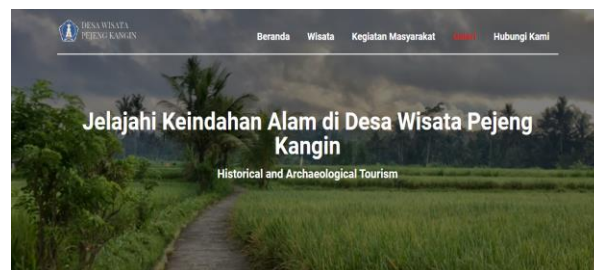 DESA WISATA
PEJENG KANGIN
Beranda
Wisata
Kegiatan Masyarakat
Hubungi Kami
Jelajahi Keindahan Alam di Desa Wisata Pejeng
Kangin
Historical and Archaeological Tourism